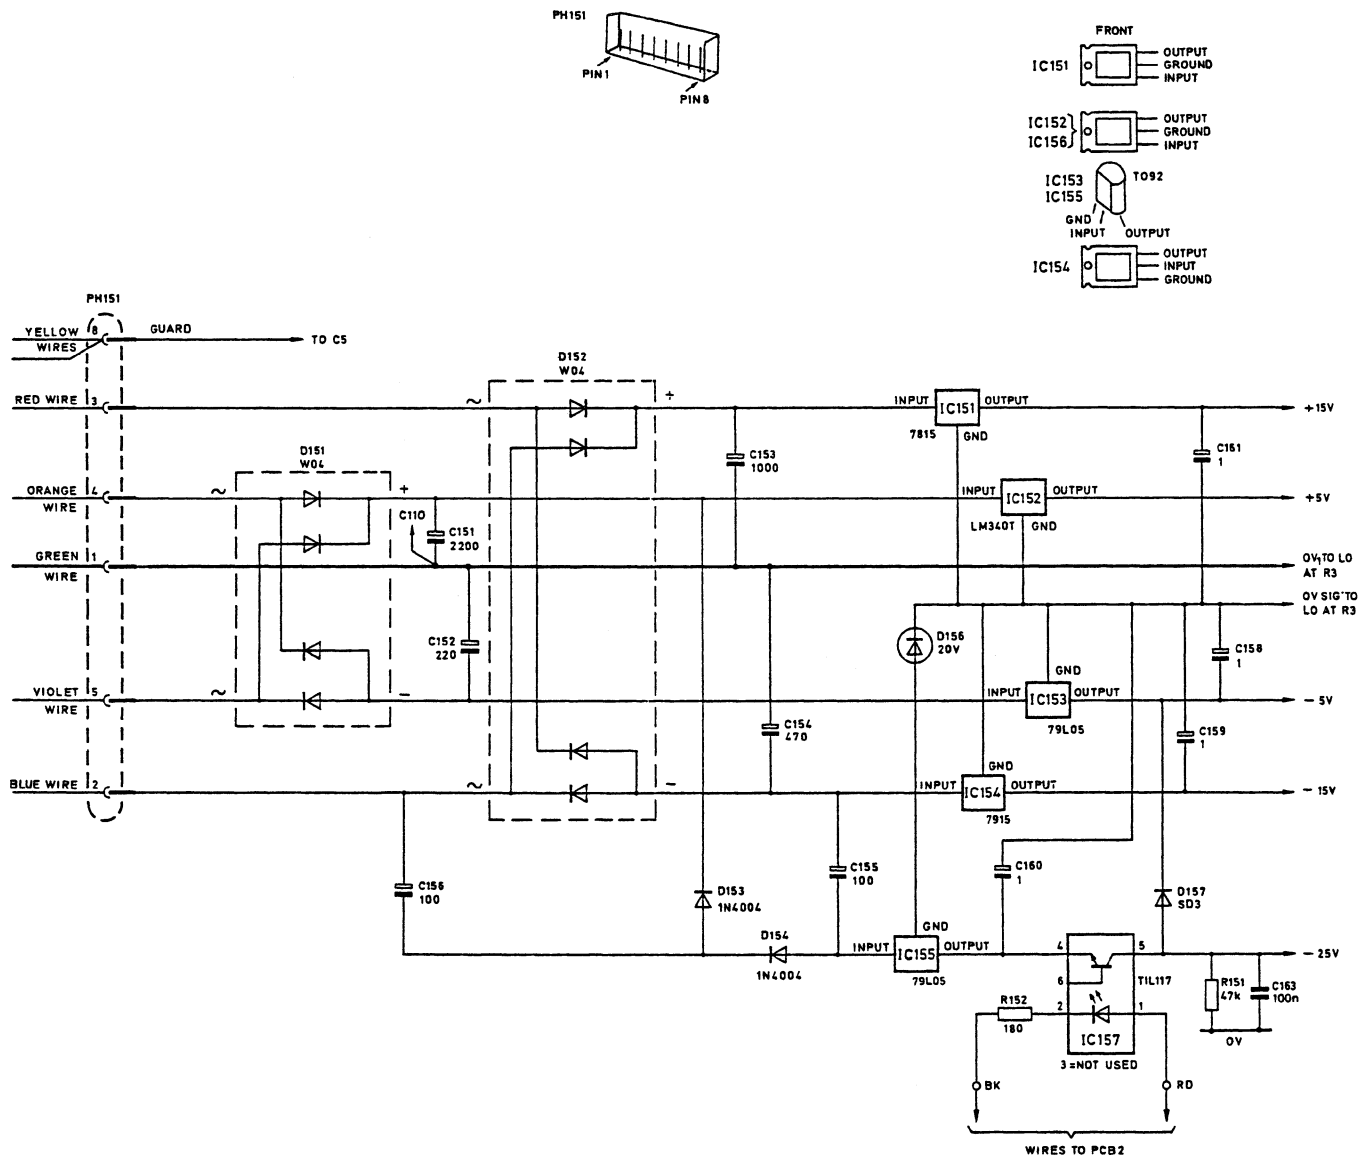 PH151
PIN1
PIN8
FRONT
IC151
OUTPUT
GROUND
INPUT
IC152
IC156
OUTPUT
GROUND
INPUT
IC153
IC155
TO92
GND
INPUT
OUTPUT
IC154
OUTPUT
INPUT
GROUND
PH151
YELLOW 8
WIRES
GUARD
TO C5
D152
W04
RED WIRE 3
~
÷
INPUT
IC151
OUTPUT
7815
GND
+15V
D151
W04
C153
1000
C161
1
ORANGE 4
WIRE
~
+
C110
C151
2200
INPUT
IC152
OUTPUT
LM340T
GND
+5V
GREEN 1
WIRE
0V1 TO LO
AT R3
0V SIG TO
LO AT R3
C152
220
D156
20V
C158
1
GND
VIOLET 5
WIRE
~
−
INPUT
IC153
OUTPUT
79L05
− 5V
C154
470
C159
1
GND
BLUE WIRE 2
~
−
INPUT
IC154
OUTPUT
7915
− 15V
C156
100
C155
100
C160
1
D153
1N4004
D157
SD3
D154
1N4004
GND
INPUT
IC155
OUTPUT
79L05
4
5
− 25V
6
TIL117
R151
47k
C163
100n
R152
180
2
1
IC157
0V
3=NOT USED
BK
RD
WIRES TO PCB2